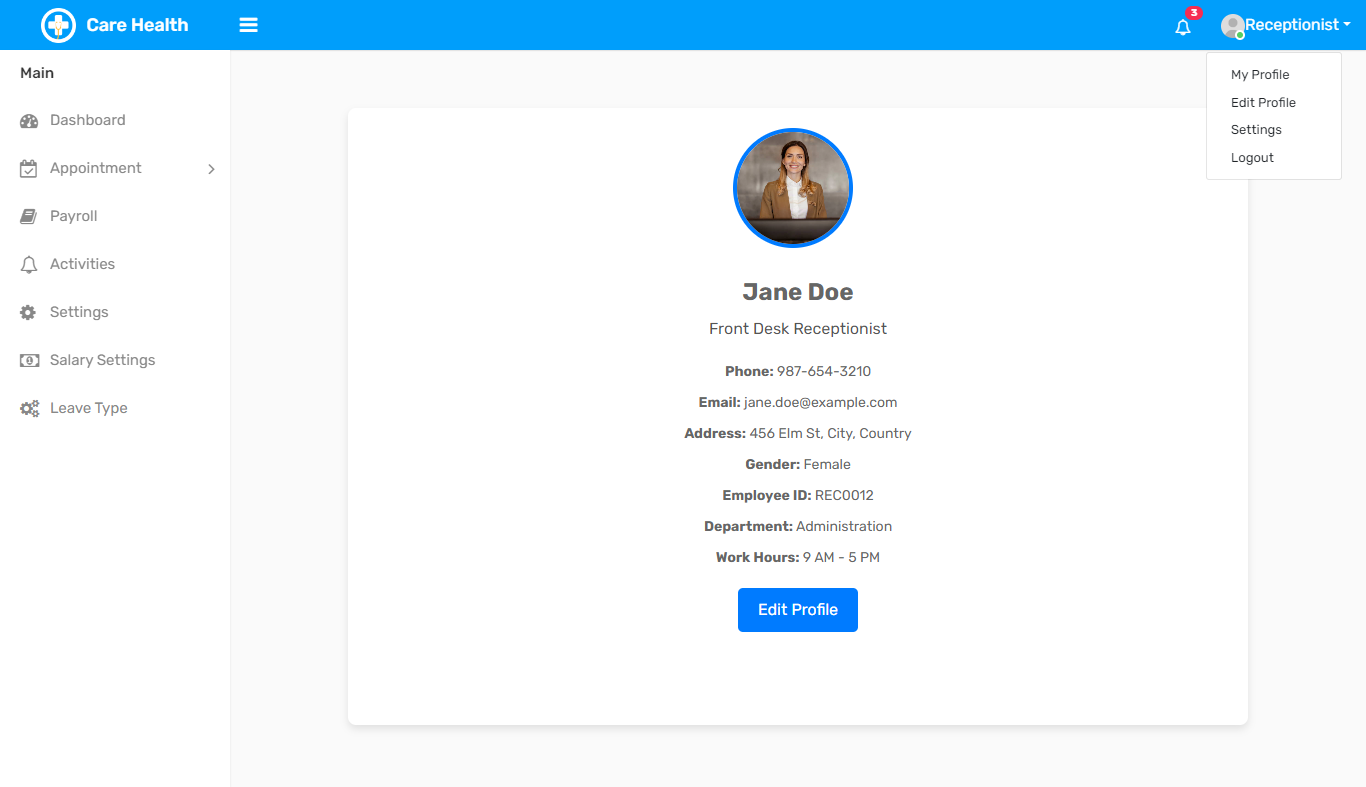 Care Health
3
Receptionist
My Profile
Edit Profile
Settings
Logout
Main
Dashboard
Appointment
Payroll
Activities
Settings
Salary Settings
Leave Type
Jane Doe
Front Desk Receptionist
Phone: 987-654-3210
Email: jane.doe@example.com
Address: 456 Elm St, City, Country
Gender: Female
Employee ID: REC0012
Department: Administration
Work Hours: 9 AM - 5 PM
Edit Profile